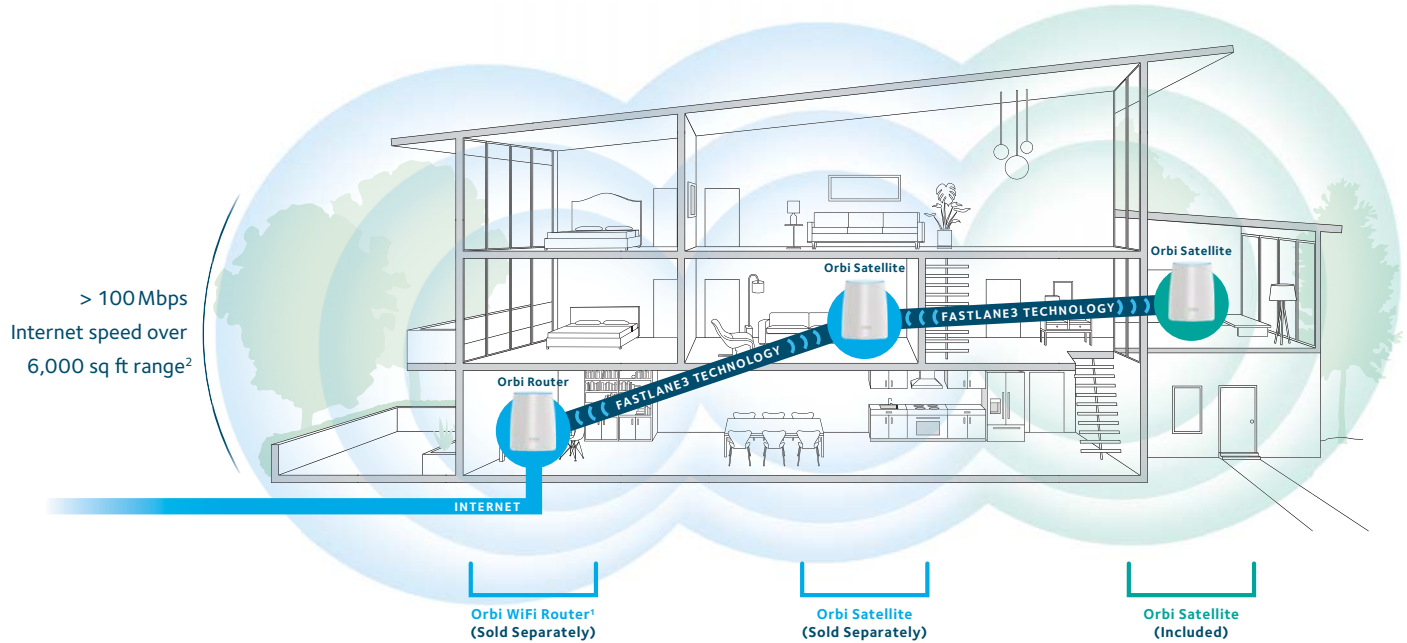 Orbi Satellite
Orbi Satellite
FASTLANE3 TECHNOLOGY
> 100 Mbps
Internet speed over
6,000 sq ft range²
FASTLANE3 TECHNOLOGY
Orbi Router
INTERNET
Orbi WiFi Router¹
(Sold Separately)
Orbi Satellite
(Sold Separately)
Orbi Satellite
(Included)